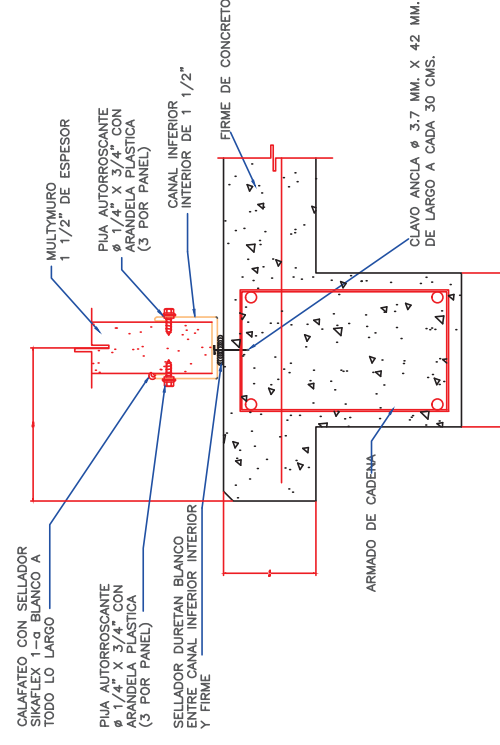 CALAFATEO CON SELLADOR
SIKAFLEX 1-a BLANCO A
TODO LO LARGO
PIJA AUTORROSCANTE
ø 1/4" X 3/4" CON
ARANDELA PLASTICA
(3 POR PANEL)
SELLADOR DURETAN BLANCO
ENTRE CANAL INFERIOR INTERIOR
Y FIRME
MULTYMURO
1 1/2" DE ESPESOR
PIJA AUTORROSCANTE
ø 1/4" X 3/4" CON
ARANDELA PLASTICA
(3 POR PANEL)
CANAL INFERIOR
INTERIOR DE 1 1/2"
FIRME DE CONCRETO
ARMADO DE CADENA
CLAVO ANCLA ø 3.7 MM. X 42 MM.
DE LARGO A CADA 30 CMS.